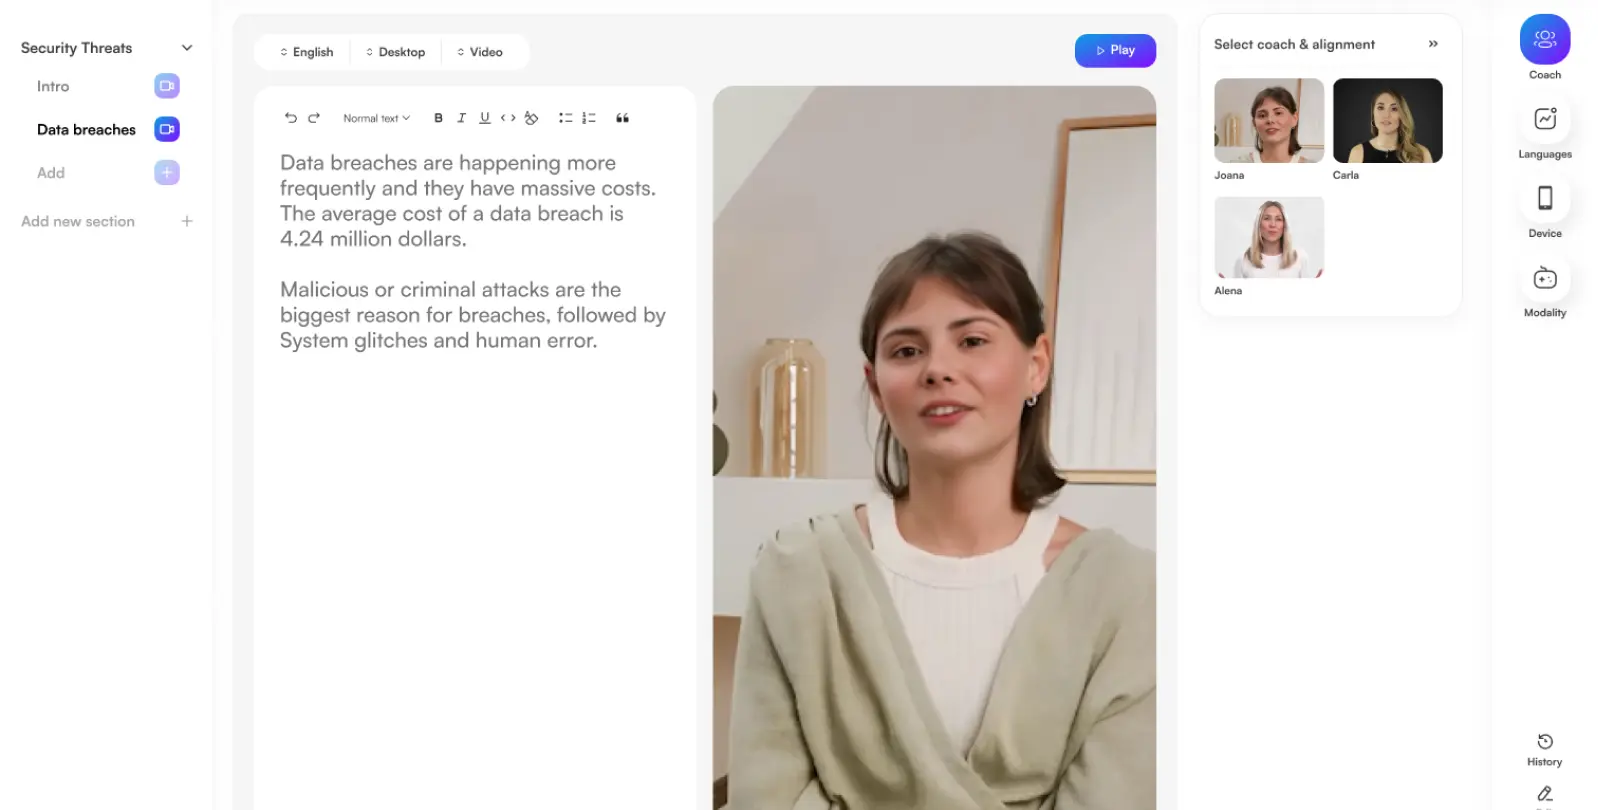 Security Threats
Intro
Data breaches
Add
Add new section
English
Desktop
Video
Play
Normal text
B I U
Data breaches are happening more
frequently and they have massive costs.
The average cost of a data breach is
4.24 million dollars.
Malicious or criminal attacks are the
biggest reason for breaches, followed by
System glitches and human error.
Select coach & alignment
Joana
Carla
Alena
Coach
Languages
Device
Modality
History